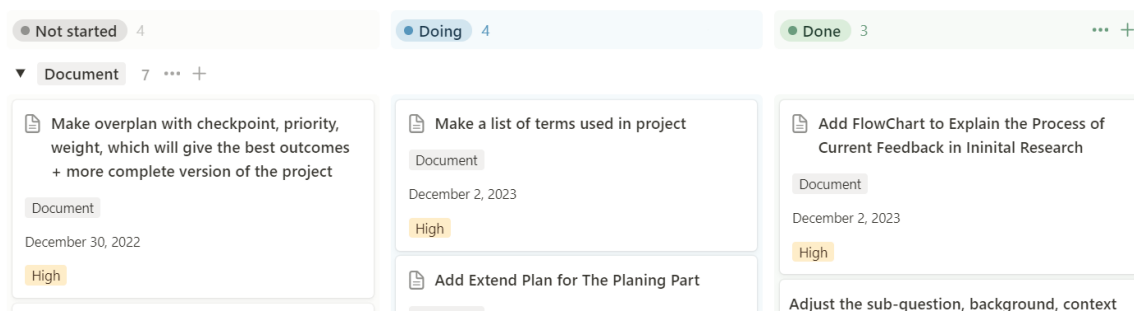 Not started 4
Doing 4
Done 3
Document 7
Make overplan with checkpoint, priority,
weight, which will give the best outcomes
+ more complete version of the project
Document
December 30, 2022
High
Make a list of terms used in project
Document
December 2, 2023
High
Add Extend Plan for The Planing Part
Add FlowChart to Explain the Process of
Current Feedback in Ininital Research
Document
December 2, 2023
High
Adjust the sub-question, background, context